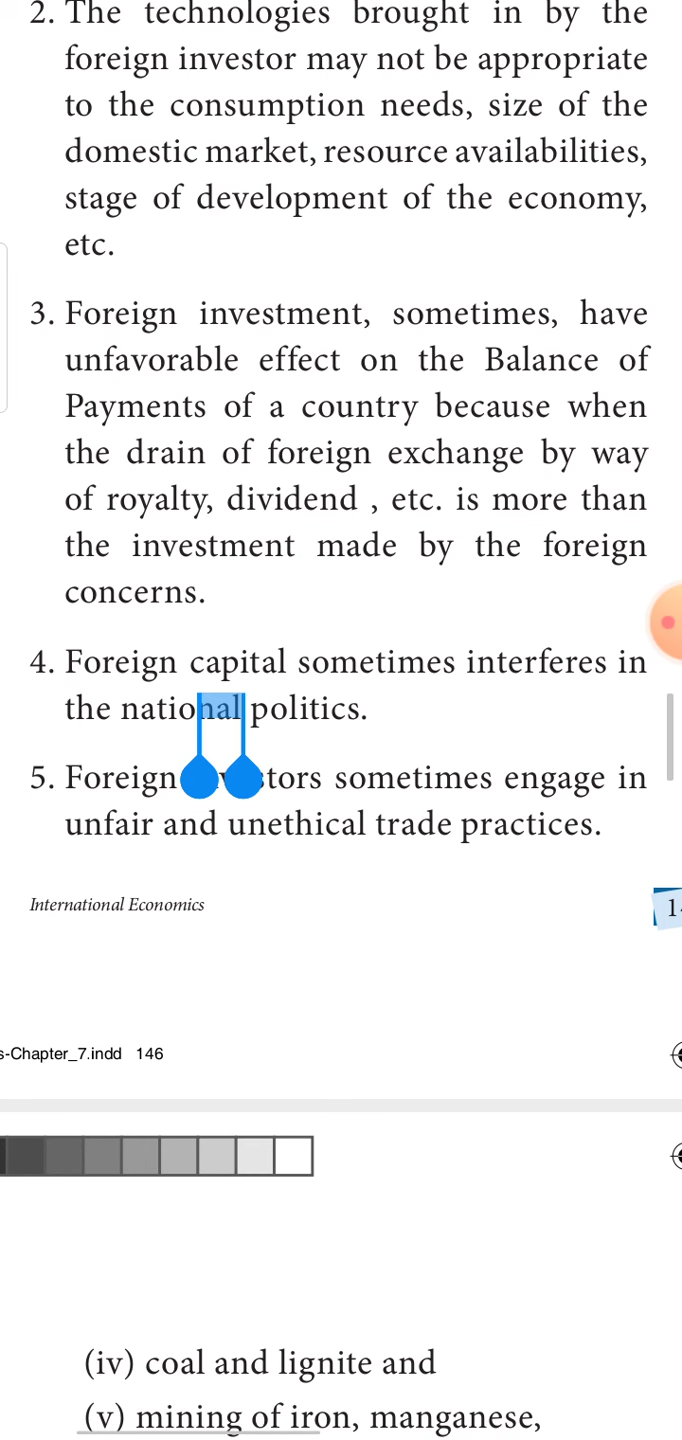 2. The technologies brought in by the
foreign investor may not be appropriate
to the consumption needs, size of the
domestic market, resource availabilities,
stage of development of the economy,
etc.
3. Foreign investment, sometimes, have
unfavorable effect on the Balance of
Payments of a country because when
the drain of foreign exchange by way
of royalty, dividend , etc. is more than
the investment made by the foreign
concerns.
4. Foreign capital sometimes interferes in
the national politics.
5. Foreign stors sometimes engage in
unfair and unethical trade practices.
International Economics
s-Chapter_7.indd 146
(iv) coal and lignite and
(v) mining of iron, manganese,